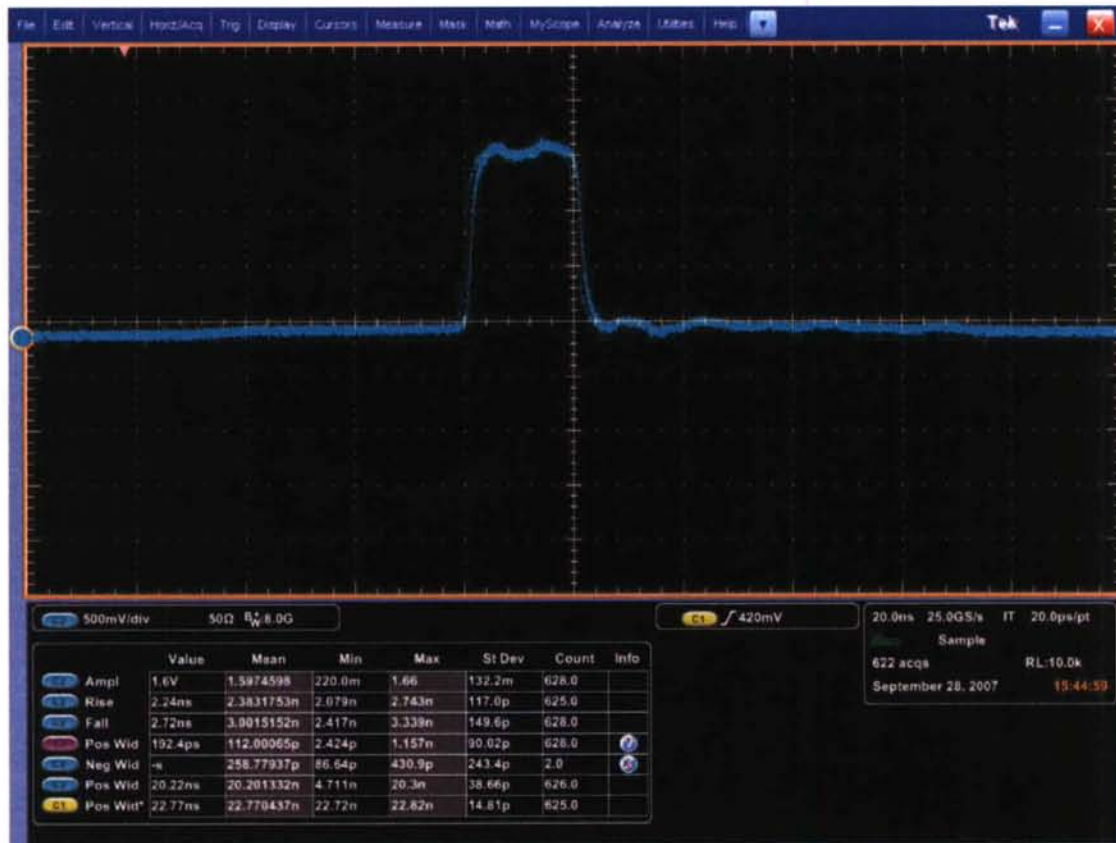 File Edit Vertical Horiz/Acq Trig Display Cursors Measure Mask Math MyScope Analyze Utilities Help Tek
500mV/div 50Ω 8.0G C1 420mV 20.0ns 25.0GS/s IT 20.0ps/pt
Sample
622 acqs RL:10.0k
September 28, 2007 15:44:59
Value Mean Min Max St Dev Count Info
Ampl 1.6V 1.5974598 220.0m 1.66 132.2m 628.0
Rise 2.24ns 2.3831753n 2.079n 2.743n 117.0p 625.0
Fall 2.72ns 3.0015152n 2.417n 3.339n 149.6p 628.0
Pos Wid 192.4ps 112.00065p 2.424p 1.157n 90.02p 628.0
Neg Wid -s 258.77937p 86.64p 430.9p 243.4p 2.0
Pos Wid 20.22ns 20.201332n 4.711n 20.3n 38.66p 626.0
C1 Pos Wid* 22.77ns 22.770437n 22.72n 22.82n 14.81p 625.0